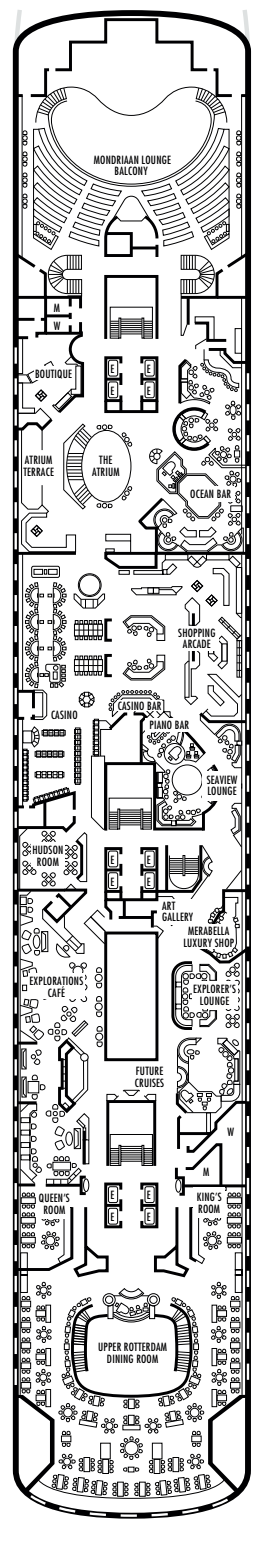 MONDRIAAN LOUNGE
BALCONY
M
W
E E
E E
BOUTIQUE
ATRIUM
TERRACE
THE
ATRIUM
OCEAN BAR
SHOPPING
ARCADE
CASINO
CASINO BAR
PIANO BAR
SEAVIEW
LOUNGE
HUDSON
ROOM
E E
E E
ART
GALLERY
MERABELLA
LUXURY SHOP
EXPLORATIONS
CAFÉ
EXPLORER'S
LOUNGE
FUTURE
CRUISES
W
M
E E
E E
QUEEN'S
ROOM
KING'S
ROOM
UPPER ROTTERDAM
DINING ROOM